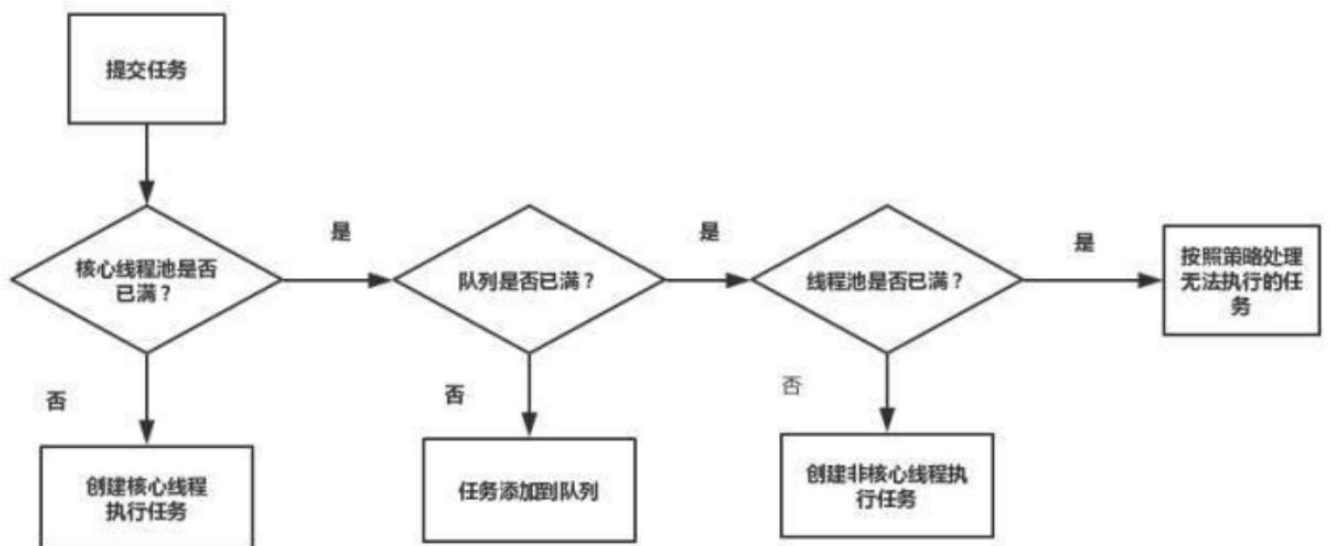 提交任务
核心线程池是否
已满？
是
队列是否已满？
是
线程池是否已满？
是
按照策略处理
无法执行的任
务
否
创建核心线程
执行任务
否
任务添加到队列
否
创建非核心线程执
行任务